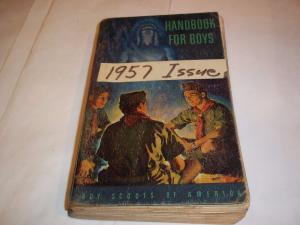 HANDBOOK
FOR BOYS
1957 Issue
BOY SCOUTS OF AMERICA